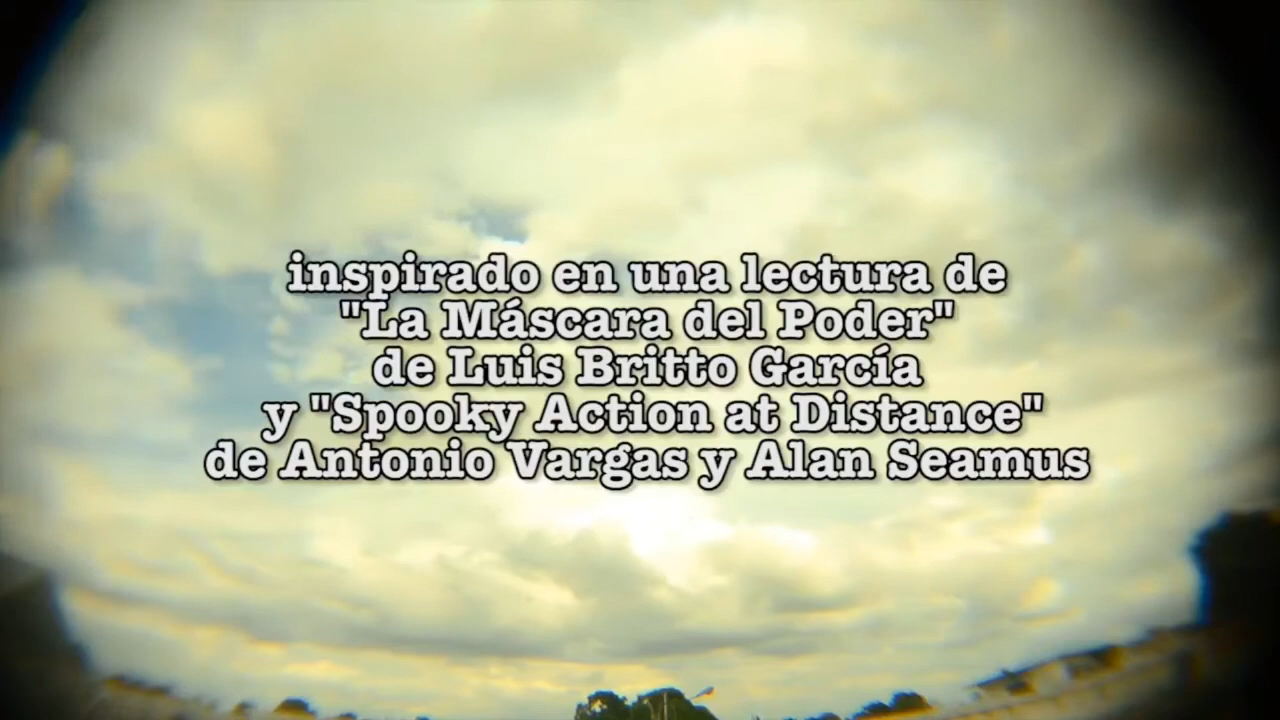 inspirado en una lectura de
"La Máscara del Poder"
de Luis Britto García
y "Spooky Action at Distance"
de Antonio Vargas y Alan Seamus